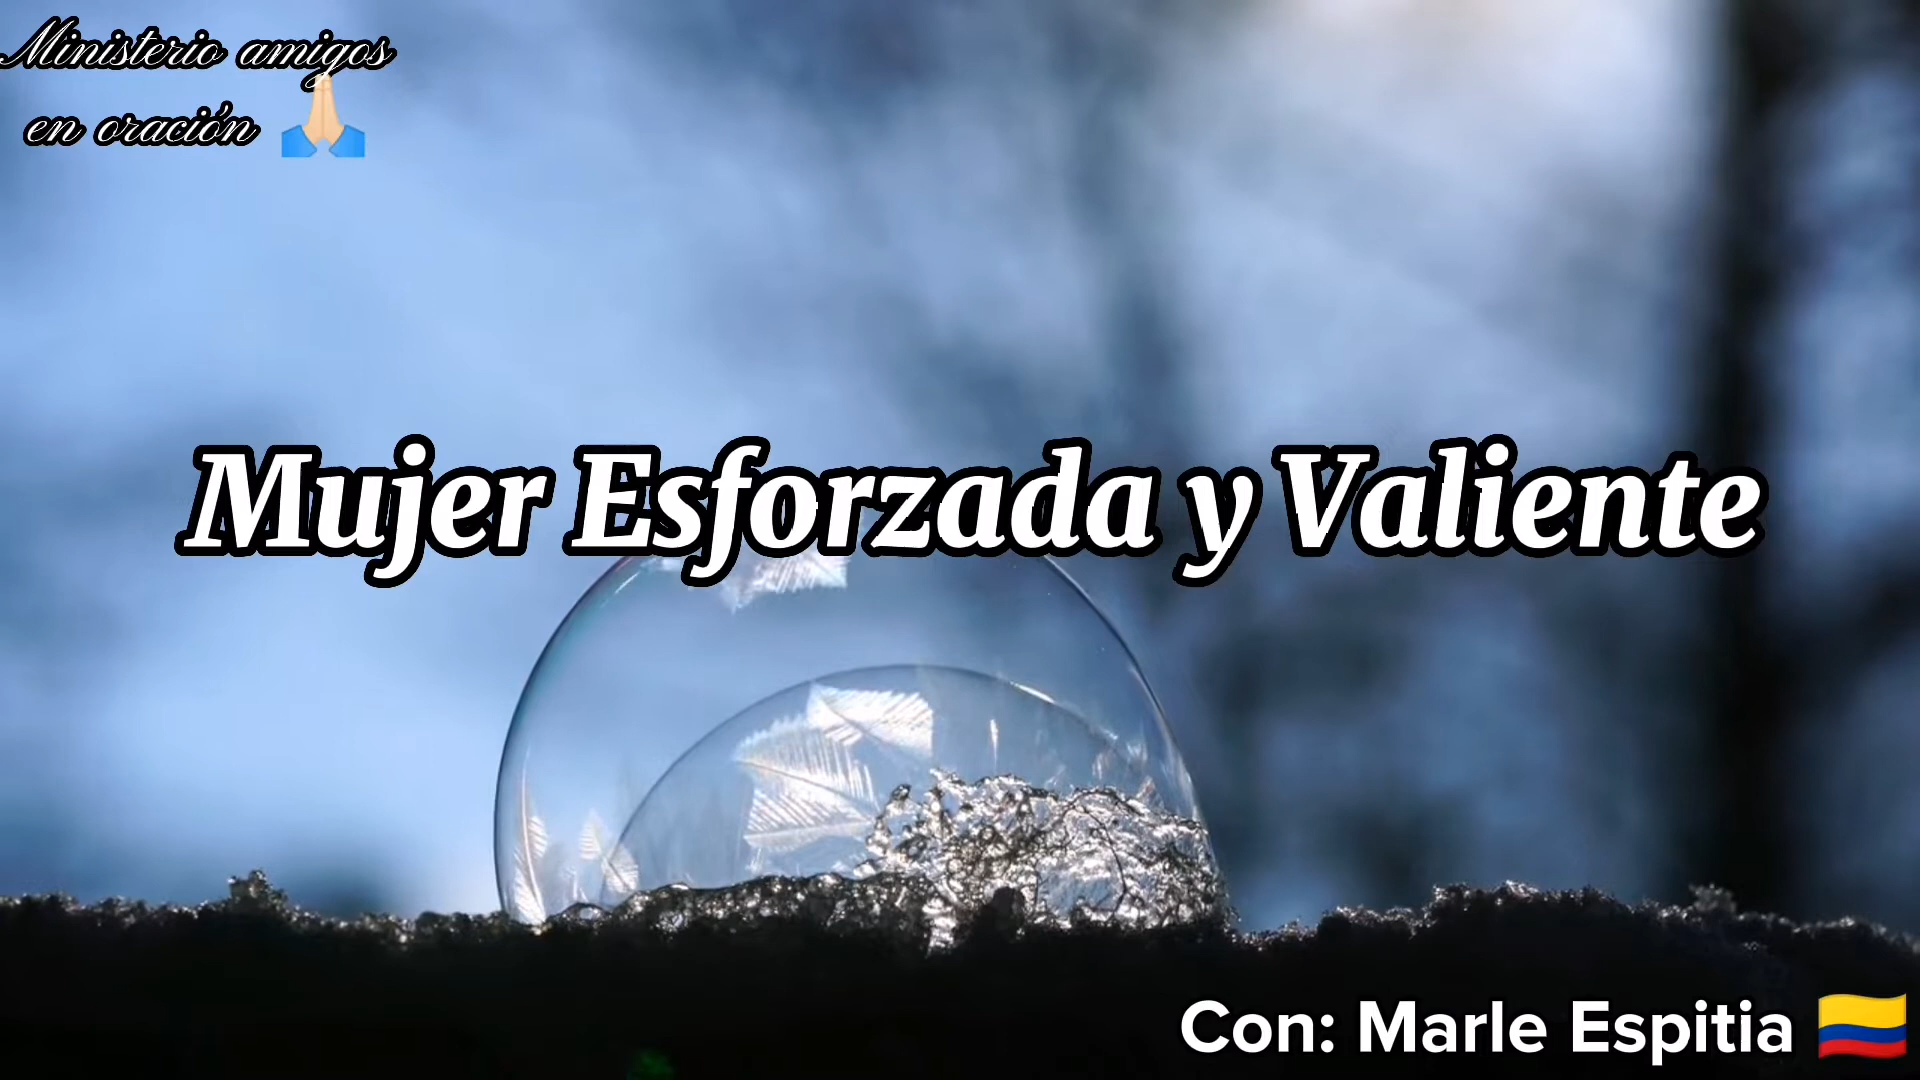 Ministerio amigos
en oración 🙏🏻
Mujer Esforzada y Valiente
Con: Marle Espitia 🇨🇴